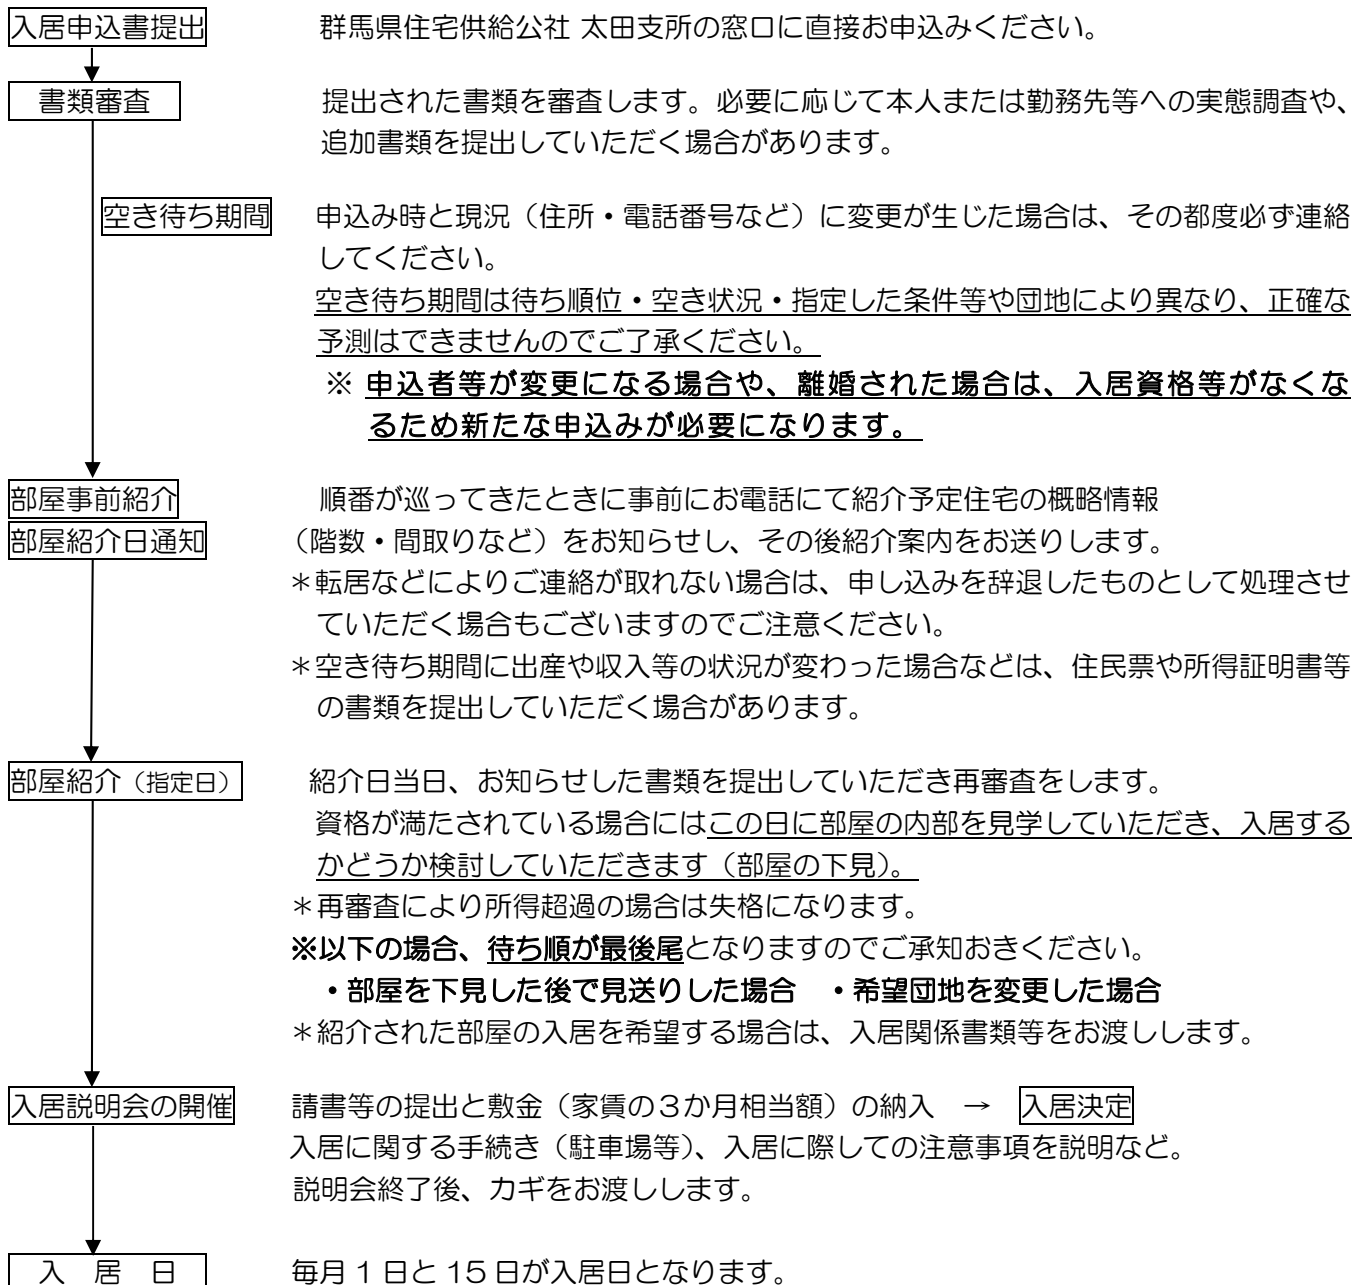 入居申込書提出 群馬県住宅供給公社 太田支所の窓口に直接お申込みください。
書類審査 提出された書類を審査します。必要に応じて本人または勤務先等への実態調査や、
追加書類を提出していただく場合があります。
空き待ち期間 申込み時と現況（住所・電話番号など）に変更が生じた場合は、その都度必ず連絡
してください。
空き待ち期間は待ち順位・空き状況・指定した条件等や団地により異なり、正確な
予測はできませんのでご了承ください。
※ 申込者等が変更になる場合や、離婚された場合は、入居資格等がなくな
るため新たな申込みが必要になります。
部屋事前紹介 順番が巡ってきたときに事前にお電話にて紹介予定住宅の概略情報
部屋紹介日通知 （階数・間取りなど）をお知らせし、その後紹介案内をお送りします。
＊転居などによりご連絡が取れない場合は、申し込みを辞退したものとして処理させ
ていただく場合もございますのでご注意ください。
＊空き待ち期間に出産や収入等の状況が変わった場合などは、住民票や所得証明書等
の書類を提出していただく場合があります。
部屋紹介（指定日） 紹介日当日、お知らせした書類を提出していただき再審査をします。
資格が満たされている場合にはこの日に部屋の内部を見学していただき、入居する
かどうか検討していただきます（部屋の下見）。
＊再審査により所得超過の場合は失格になります。
※以下の場合、待ち順が最後尾となりますのでご承知おきください。
・部屋を下見した後で見送りした場合 ・希望団地を変更した場合
＊紹介された部屋の入居を希望する場合は、入居関係書類等をお渡しします。
入居説明会の開催 請書等の提出と敷金（家賃の３か月相当額）の納入 → 入居決定
入居に関する手続き（駐車場等）、入居に際しての注意事項を説明など。
説明会終了後、カギをお渡しします。
入 居 日 毎月 1 日と 15 日が入居日となります。